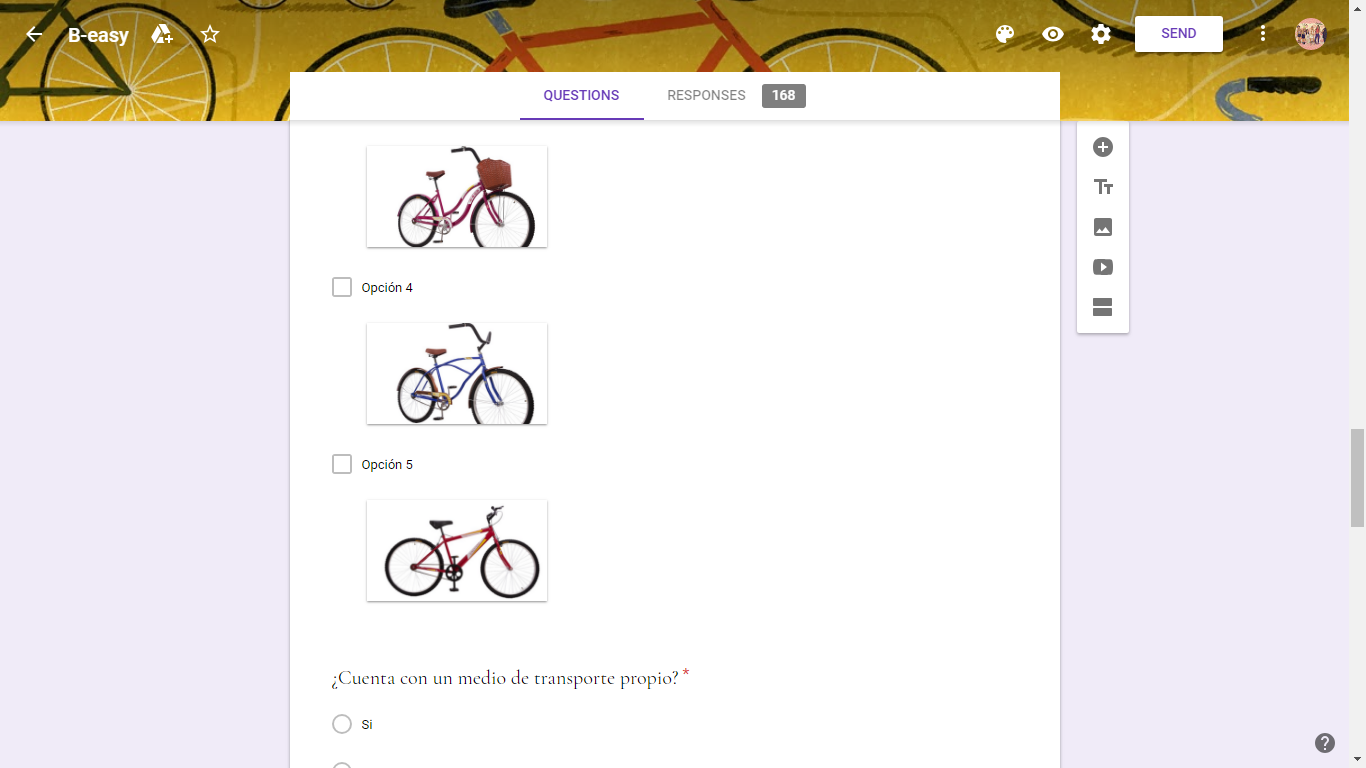 B-easy
SEND
QUESTIONS
RESPONSES 168
Opción 4
Opción 5
¿Cuenta con un medio de transporte propio? *
Si